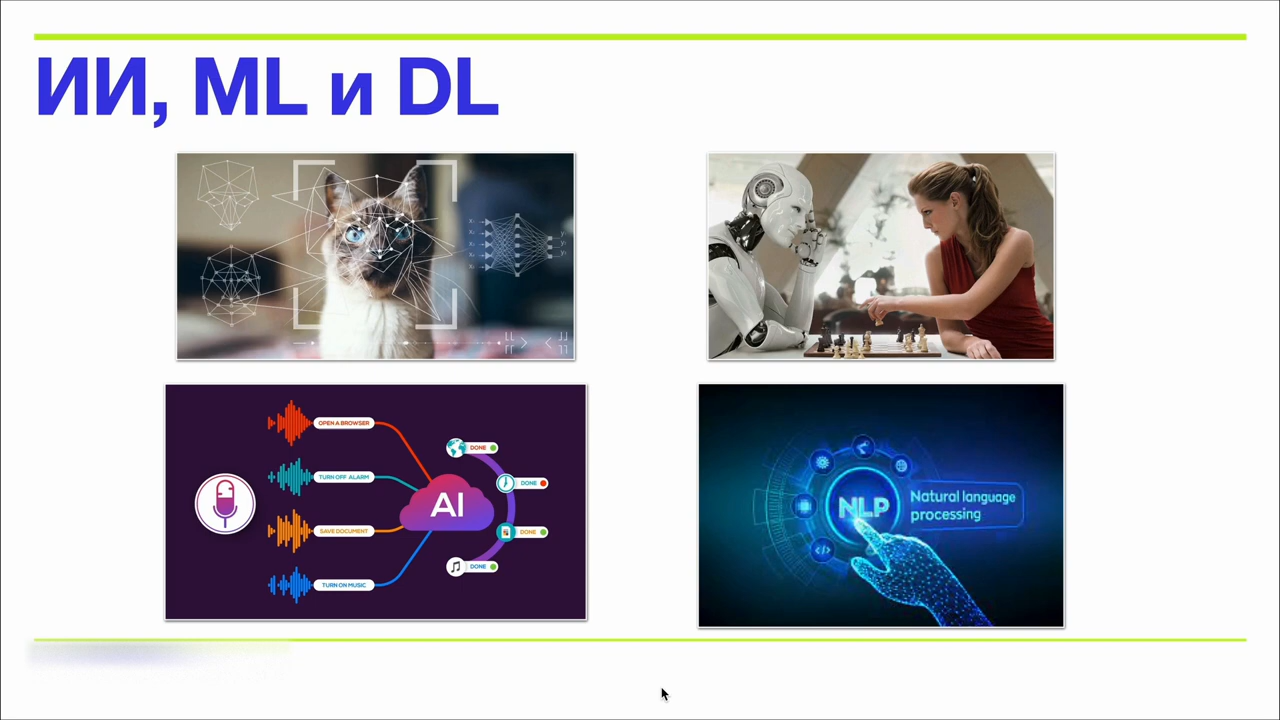 ИИ, ML и DL
OPEN A BROWSER
TURN OFF ALARM
SAVE DOCUMENT
TURN ON MUSIC
AI
DONE
DONE
DONE
DONE
NLP
Natural language
processing